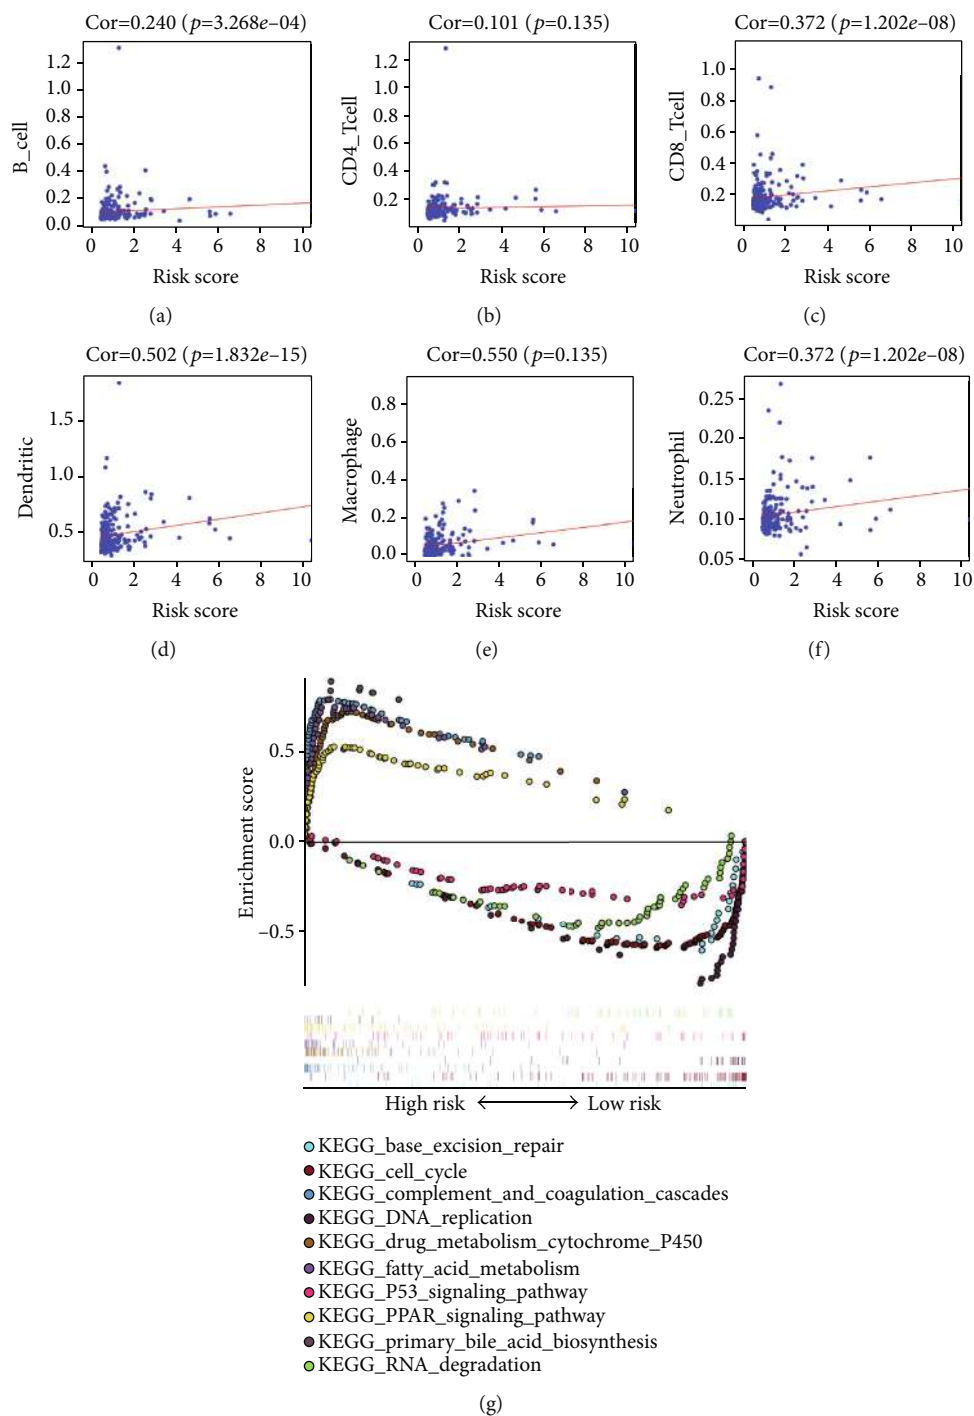 Cor=0.240 (p=3.268e–04)
B_cell
1.2
1.0
0.8
0.6
0.4
0.2
0.0
0 2 4 6 8 10
Risk score
(a)
Cor=0.101 (p=0.135)
CD4_Tcell
1.2
1.0
0.8
0.6
0.4
0.2
0 2 4 6 8 10
Risk score
(b)
Cor=0.372 (p=1.202e–08)
CD8_Tcell
1.0
0.8
0.6
0.4
0.2
0 2 4 6 8 10
Risk score
(c)
Cor=0.502 (p=1.832e–15)
Dendritic
1.5
1.0
0.5
0 2 4 6 8 10
Risk score
(d)
Cor=0.550 (p=0.135)
Macrophage
0.8
0.6
0.4
0.2
0.0
0 2 4 6 8 10
Risk score
(e)
Cor=0.372 (p=1.202e–08)
Neutrophil
0.25
0.20
0.15
0.10
0.05
0 2 4 6 8 10
Risk score
(f)
Enrichment score
0.5
0.0
–0.5
High risk Low risk
KEGG_base_excision_repair
KEGG_cell_cycle
KEGG_complement_and_coagulation_cascades
KEGG_DNA_replication
KEGG_drug_metabolism_cytochrome_P450
KEGG_fatty_acid_metabolism
KEGG_P53_signaling_pathway
KEGG_PPAR_signaling_pathway
KEGG_primary_bile_acid_biosynthesis
KEGG_RNA_degradation
(g)